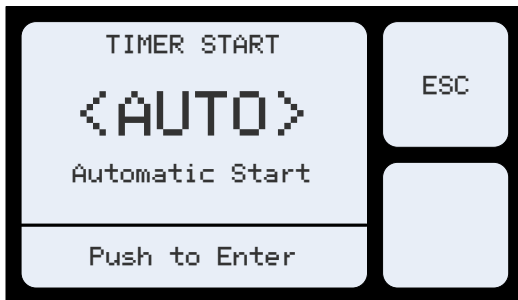 TIMER START
<AUTO>
Automatic Start
Push to Enter
ESC